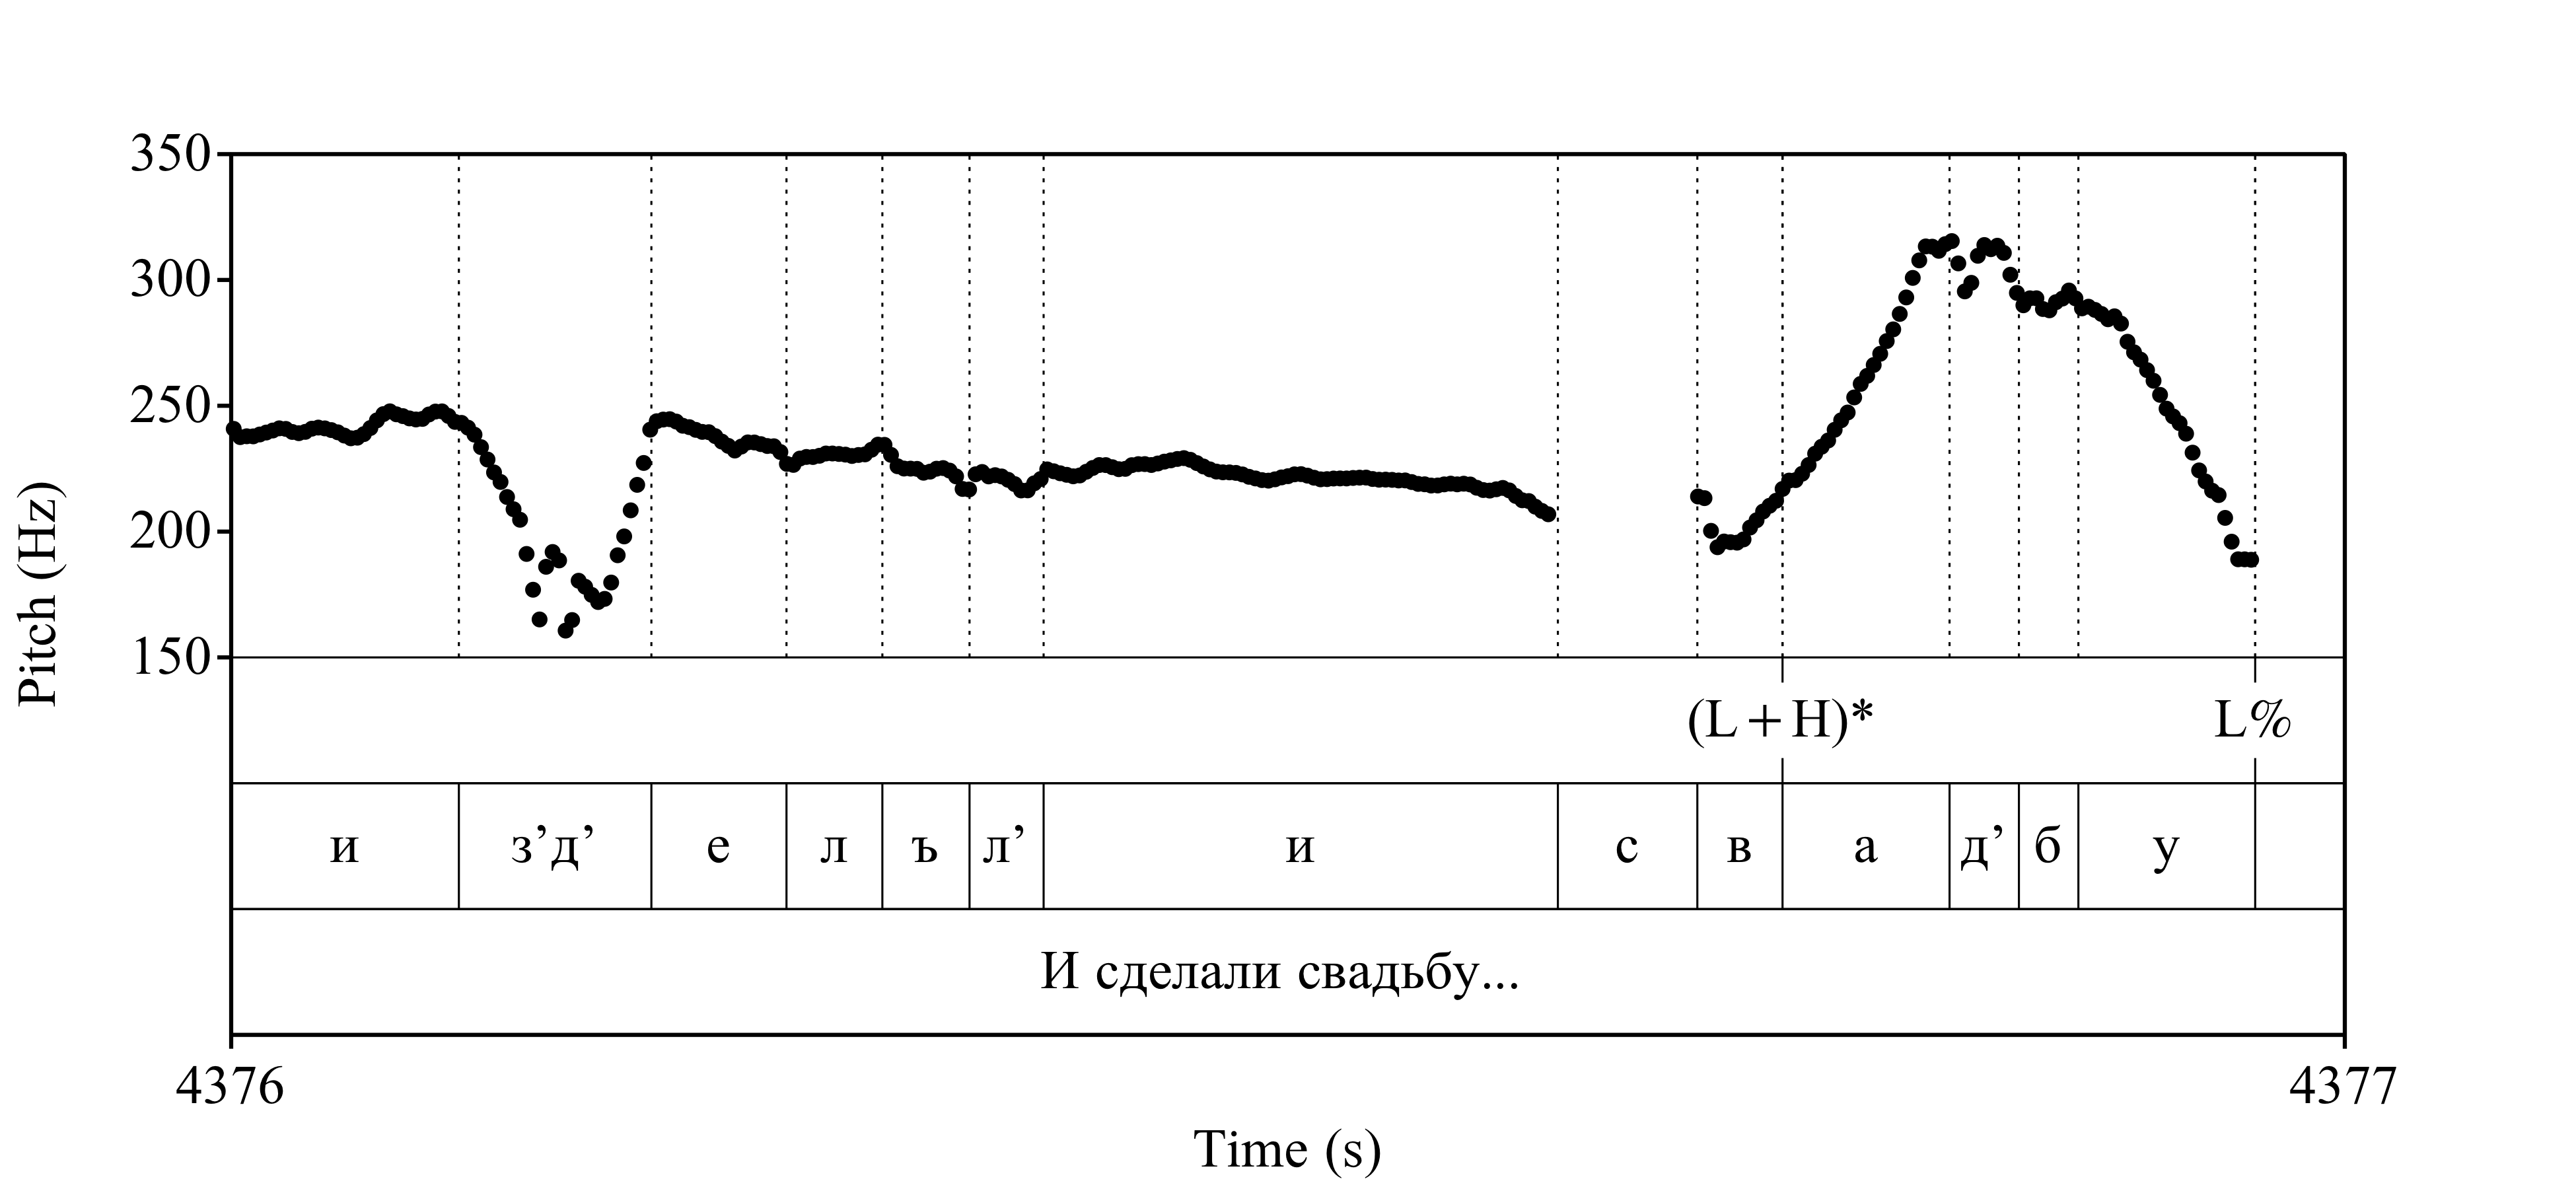 350
300
250
200
150
Pitch (Hz)
(L + H)* L%
и з’д’ е л ъ л’ и с в а д’ б у
И сделали свадьбу...
4376 4377
Time (s)